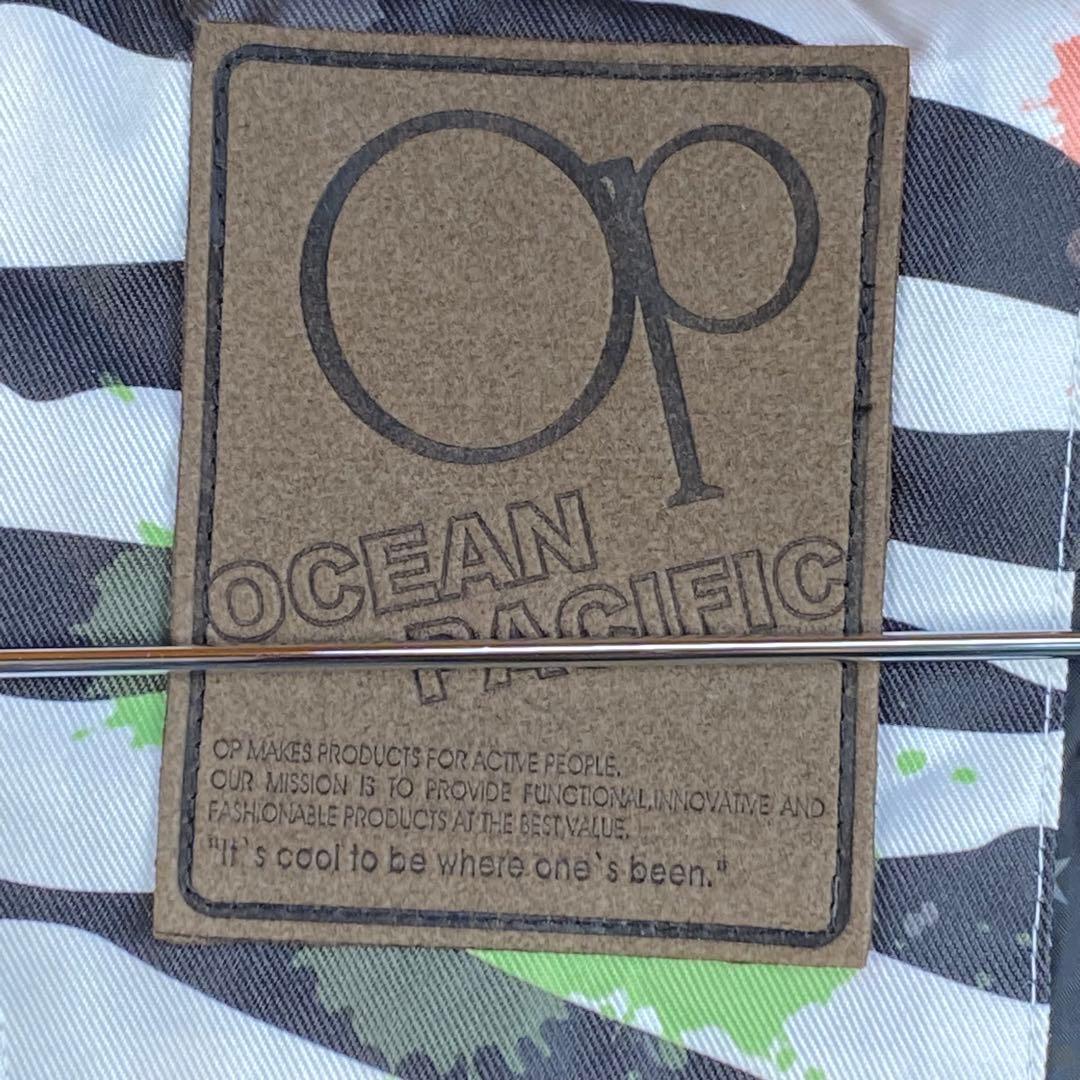 op
OCEAN
PACIFIC
OP MAKES PRODUCTS FOR ACTIVE PEOPLE.
OUR MISSION IS TO PROVIDE FUNCTIONAL,INNOVATIVE AND
FASHIONABLE PRODUCTS AT THE BEST VALUE.
"It`s cool to be where one`s been."